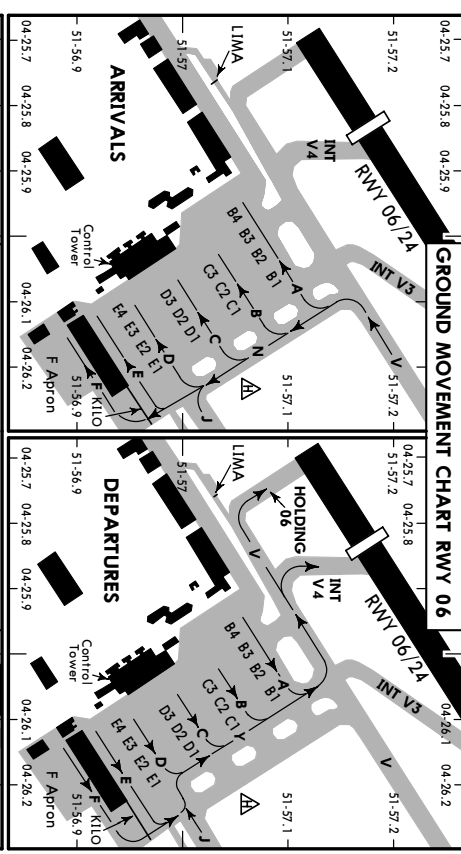 GROUND MOVEMENT CHART RWY 06
ARRIVALS
04-25.7
04-25.8
04-25.9
04-26.1
04-26.2
51-56.9
51-57
51-57.1
51-57.2
LIMA
INT
V4
RWY 06/24
INT V3
V
A
B4 B3 B2 B1
B
C3 C2 C1
C
D3 D2 D1
D
E4 E3 E2 E1
E
F
KILO
N
J
H
Control
Tower
F Apron
51-56.9
51-57.1
04-25.7
04-25.8
04-25.9
04-26.1
04-26.2
DEPARTURES
04-25.7
04-25.8
04-25.9
04-26.1
04-26.2
51-56.9
51-57
51-57.1
51-57.2
LIMA
HOLDING
06
V
INT
V4
RWY 06/24
INT V3
V
A
B4 B3 B2 B1
B
C3 C2 C1
Y
C
D3 D2 D1
D
E4 E3 E2 E1
E
F
KILO
J
H
Control
Tower
F Apron
51-56.9
51-57.1
04-25.7
04-25.8
04-25.9
04-26.1
04-26.2